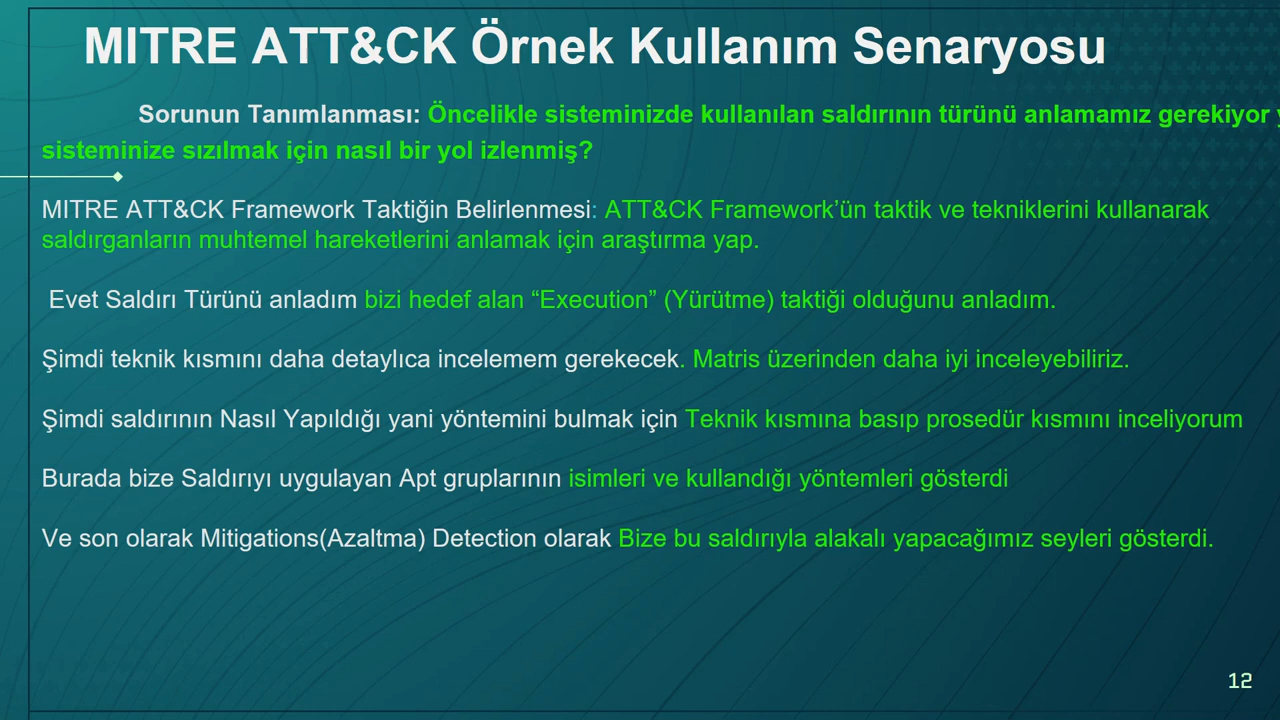 MITRE ATT&CK Örnek Kullanım Senaryosu
Sorunun Tanımlanması: Öncelikle sisteminizde kullanılan saldırının türünü anlamamız gerekiyor
sisteminize sızılmak için nasıl bir yol izlenmiş?
MITRE ATT&CK Framework Taktiğin Belirlenmesi: ATT&CK Framework’ün taktik ve tekniklerini kullanarak
saldırganların muhtemel hareketlerini anlamak için araştırma yap.
Evet Saldırı Türünü anladım bizi hedef alan “Execution” (Yürütme) taktiği olduğunu anladım.
Şimdi teknik kısmını daha detaylıca incelemem gerekecek. Matris üzerinden daha iyi inceleyebiliriz.
Şimdi saldırının Nasıl Yapıldığı yani yöntemini bulmak için Teknik kısmına basıp prosedür kısmını inceliyorum
Burada bize Saldırıyı uygulayan Apt gruplarının isimleri ve kullandığı yöntemleri gösterdi
Ve son olarak Mitigations(Azaltma) Detection olarak Bize bu saldırıyla alakalı yapacağımız seyleri gösterdi.
12